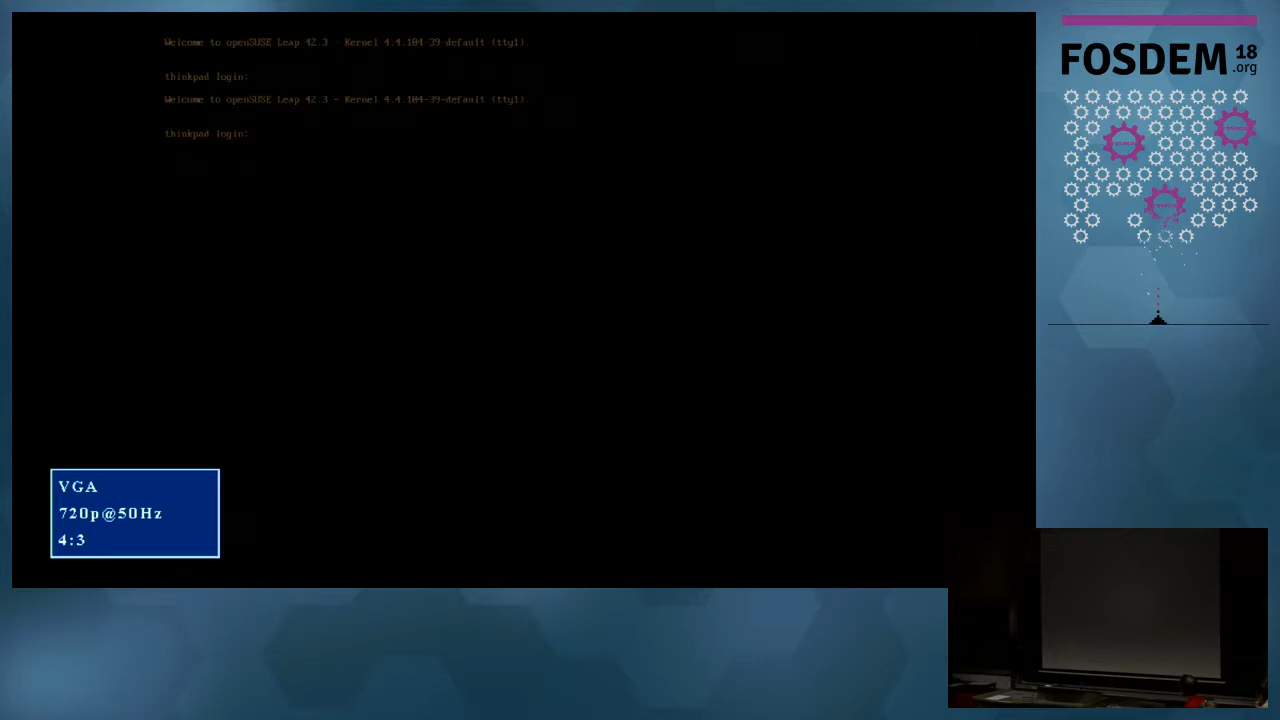 Welcome to openSUSE Leap 42.3 - Kernel 4.4.104-39-default (tty1).
thinkpad login:
Welcome to openSUSE Leap 42.3 - Kernel 4.4.104-39-default (tty1).
thinkpad login:
VGA
720p@50Hz
4:3
FOSDEM 18
.org